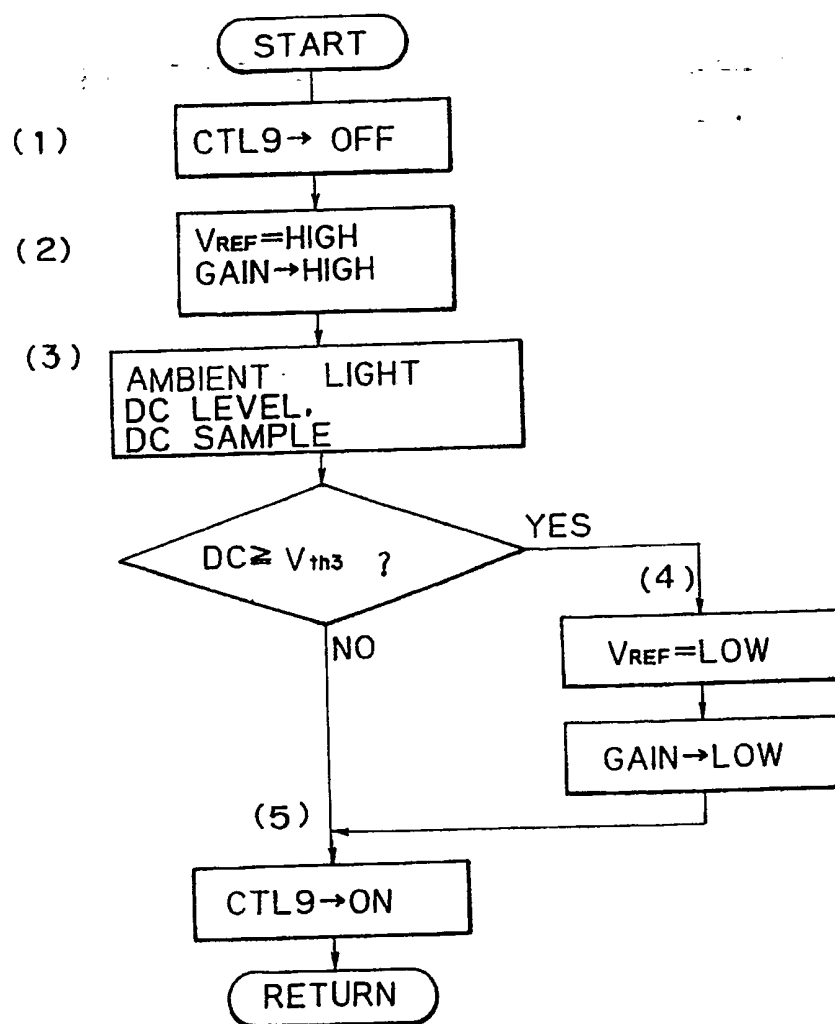 START
(1)
CTL9→ OFF
(2)
VREF=HIGH
GAIN→HIGH
(3)
AMBIENT LIGHT
DC LEVEL,
DC SAMPLE
DC≧ Vth3 ?
YES
NO
(4)
VREF=LOW
GAIN→LOW
(5)
CTL9→ON
RETURN